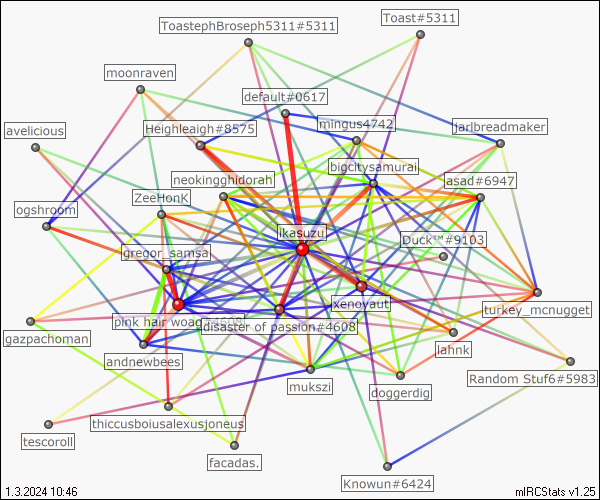 ToastephBroseph5311#5311
Toast#5311
moonraven
default#0617
Heighleaigh#8575
mingus4742
jarlbreadmaker
avelicious
bigcitysamurai
neokingghidorah
asad#6947
ZeeHonK
ogshroom
ikasuzu
Duck™#9103
gregor_samsa
xenovaut
turkey_mcnugget
pink hair woag
disaster of passion#4608
gazpachoman
lahnk
andnewbees
Random Stuf6#5983
mukszi
doggerdig
thiccusboiusalexusjoneus
tescoroll
facadas.
Knowun#6424
1.3.2024 10:46
mIRCStats v1.25